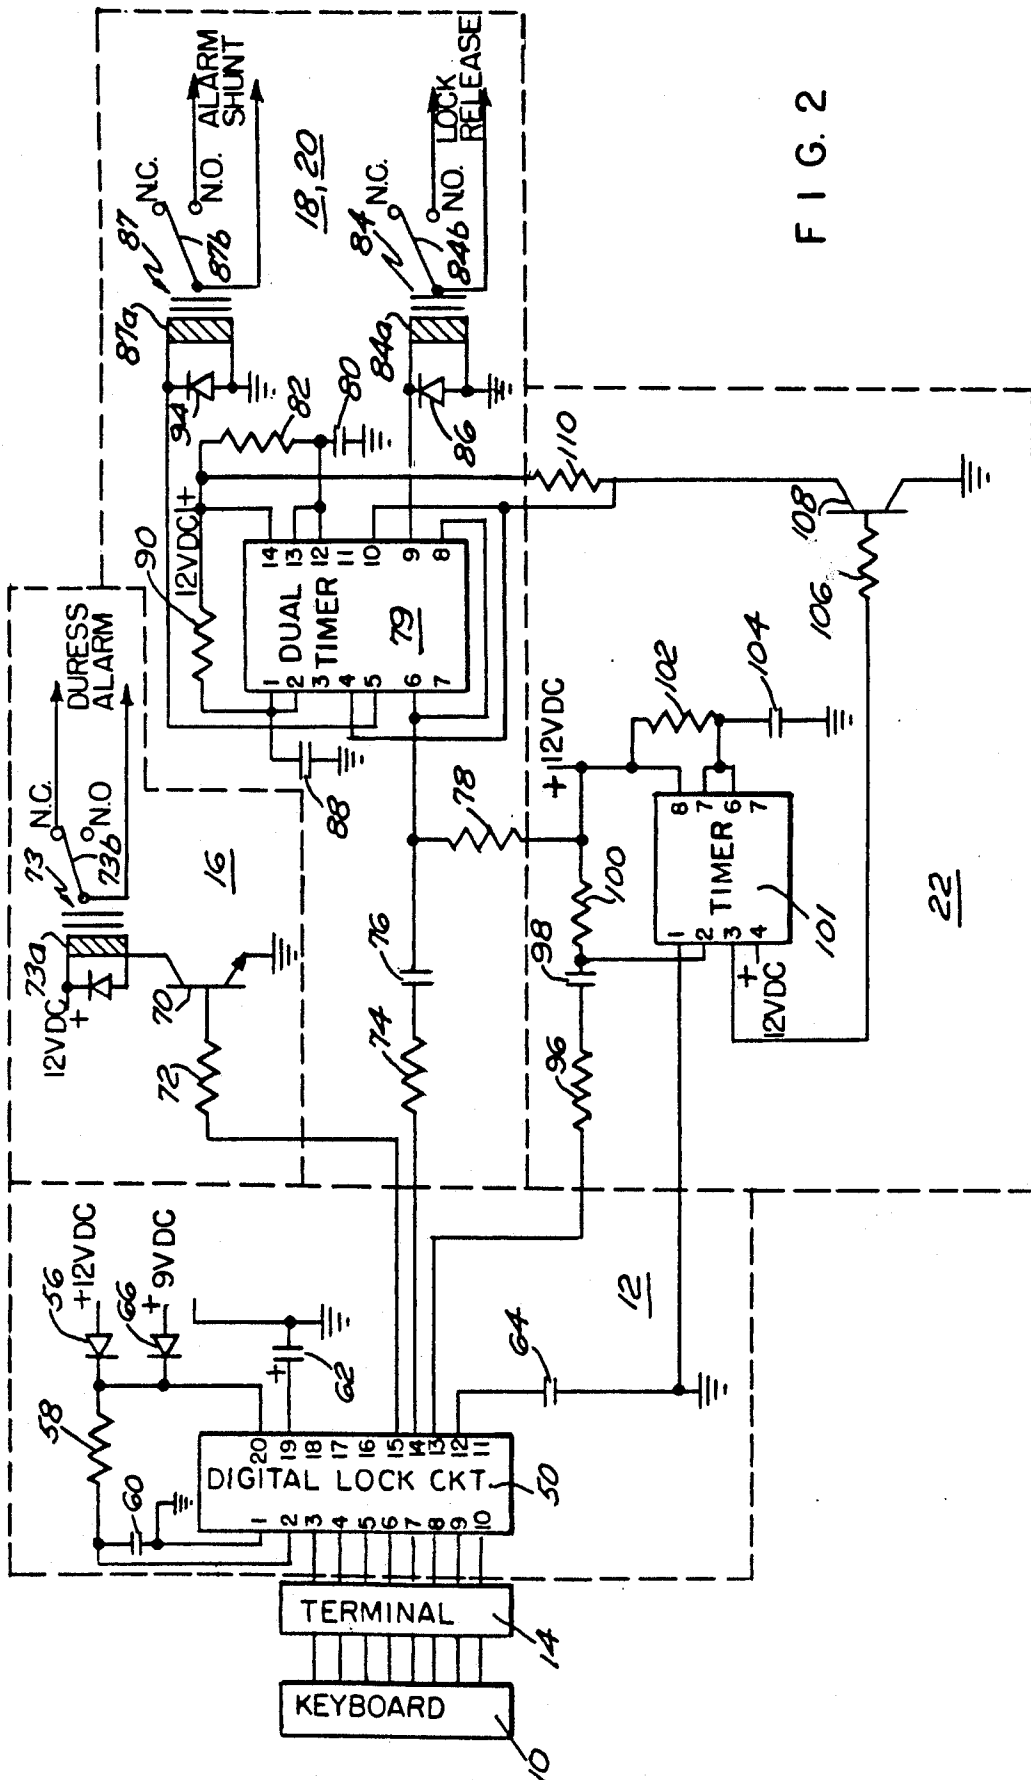 KEYBOARD
10
TERMINAL
14
DIGITAL LOCK CKT.
50
1
2
3
4
5
6
7
8
9
10
20
19
18
17
16
15
14
13
12
11
60
58
56
+12VDC
66
+ 9VDC
+
62
64
12
12VDC
+
73a
73
N.C.
N.O
73b
DURESS
ALARM
70
72
16
74
76
78
88
90
12VDC +
DUAL
TIMER
79
1
2
3
4
5
6
7
14
13
12
11
10
9
8
82
80
94
87a
87
N.C.
N.O.
87b
ALARM
SHUNT
18, 20
86
84a
84
N.C.
N.O.
84b
LOCK
RELEASE
96
98
100
+12VDC
TIMER
101
1
2
3
4
+
12VDC
8
7
6
7
102
104
106
108
110
22
FIG. 2